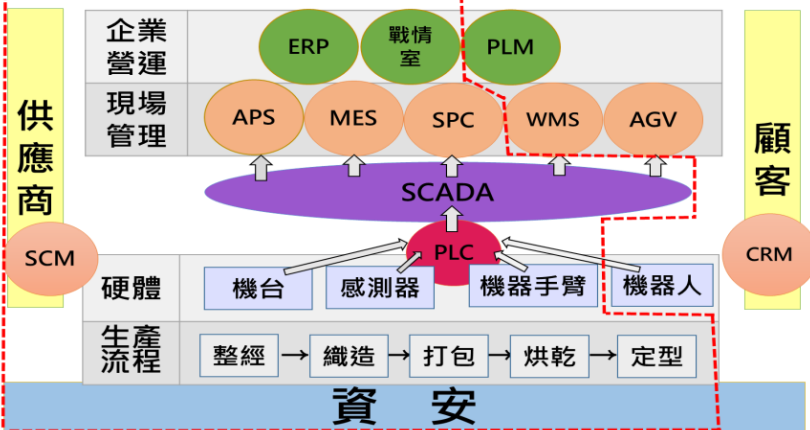 企業
營運
ERP
戰情
室
PLM
供應商
現場
管理
APS
MES
SPC
WMS
AGV
顧客
SCADA
SCM
PLC
CRM
硬體
機台
感測器
機器手臂
機器人
生產
流程
整經
織造
打包
烘乾
定型
資 安